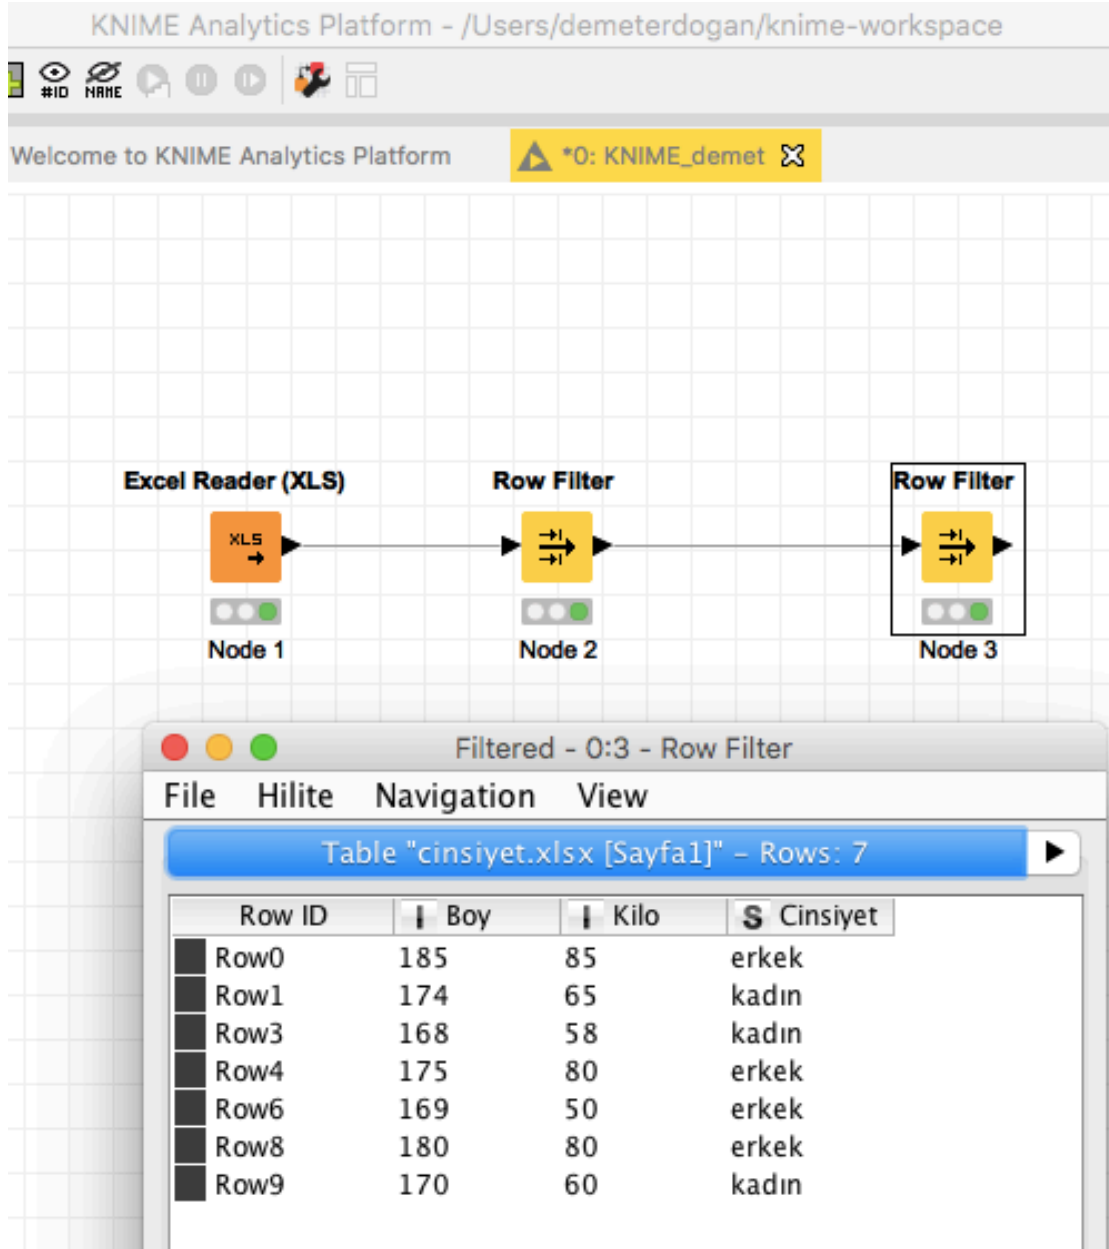 KNIME Analytics Platform - /Users/demeterdogan/knime-workspace
#ID NAME
Welcome to KNIME Analytics Platform *0: KNIME_demet
Excel Reader (XLS) Row Filter Row Filter
XLS
Node 1 Node 2 Node 3
Filtered - 0:3 - Row Filter
File Hilite Navigation View
Table "cinsiyet.xlsx [Sayfa1]" - Rows: 7
Row ID I Boy I Kilo S Cinsiyet
Row0 185 85 erkek
Row1 174 65 kadın
Row3 168 58 kadın
Row4 175 80 erkek
Row6 169 50 erkek
Row8 180 80 erkek
Row9 170 60 kadın